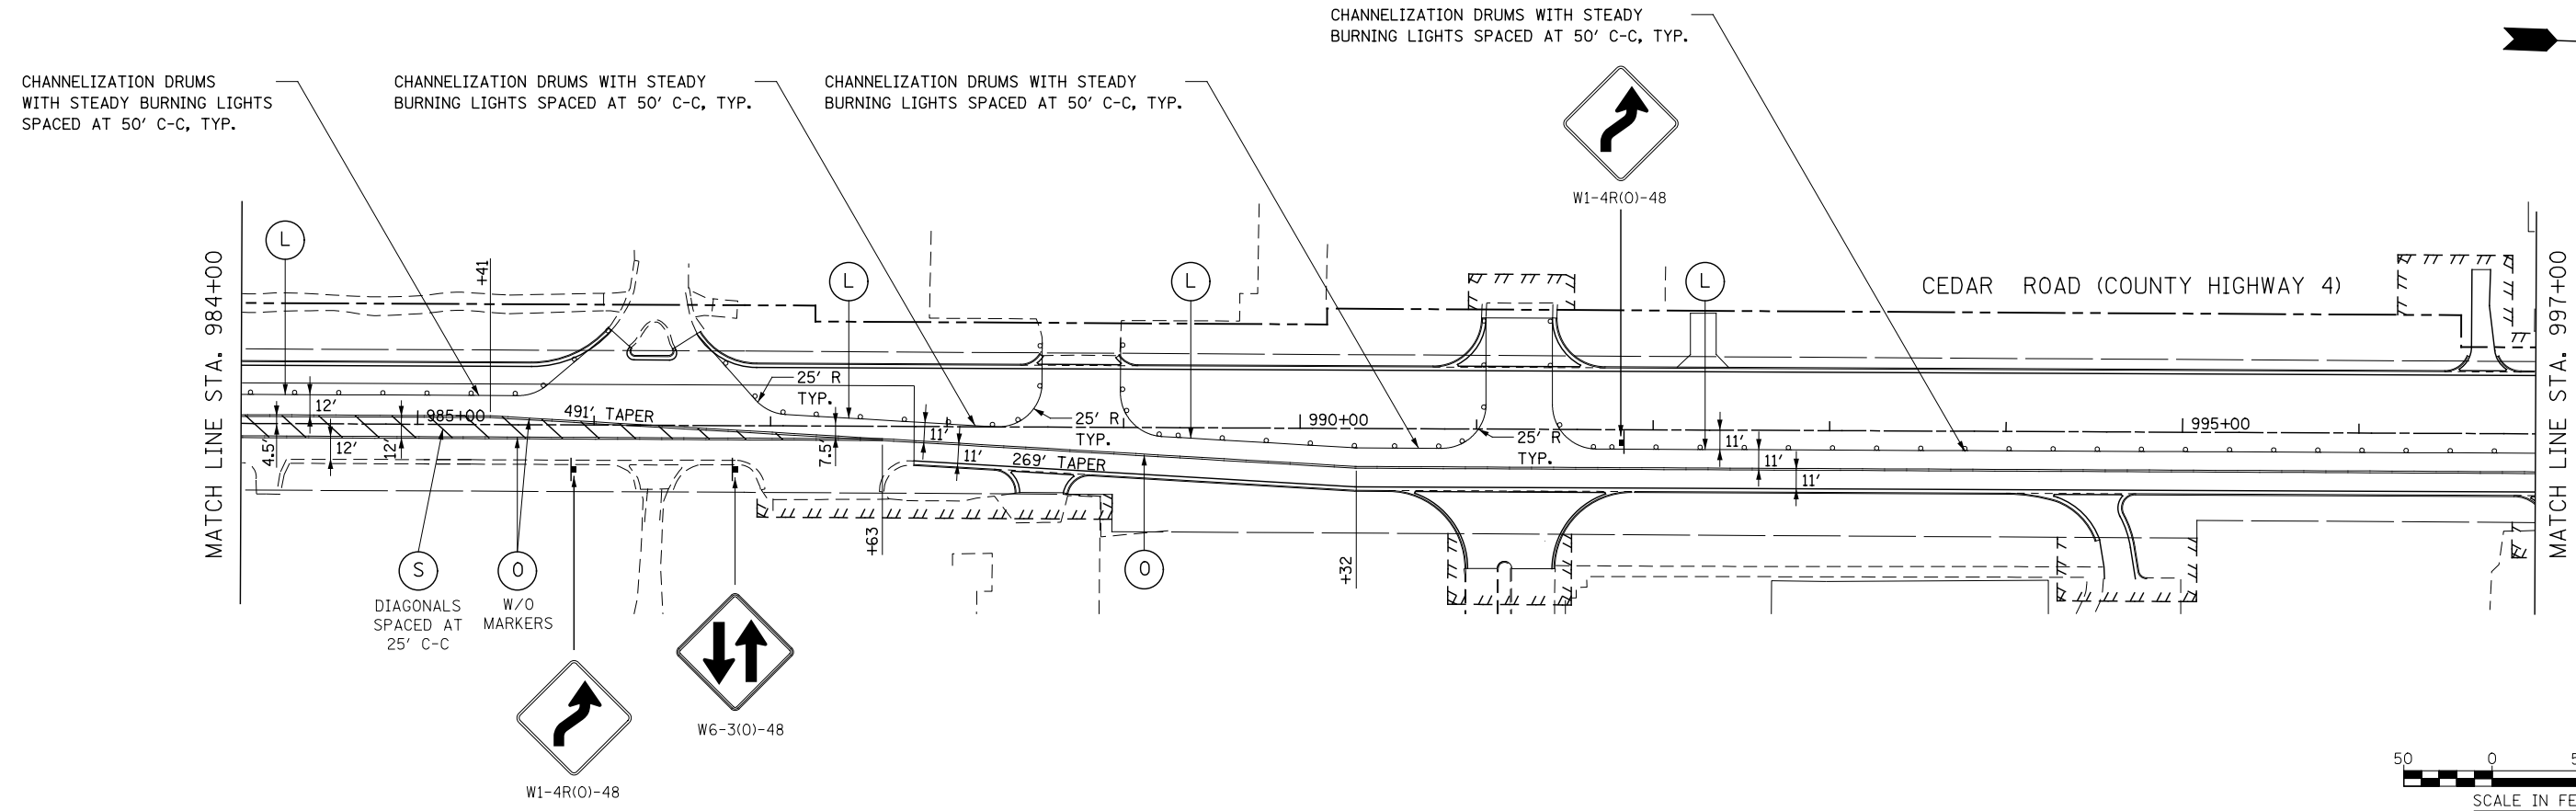 CHANNELIZATION DRUMS WITH STEADY
BURNING LIGHTS SPACED AT 50' C-C, TYP.
CHANNELIZATION DRUMS
WITH STEADY BURNING LIGHTS
SPACED AT 50' C-C, TYP.
CHANNELIZATION DRUMS WITH STEADY
BURNING LIGHTS SPACED AT 50' C-C, TYP.
CHANNELIZATION DRUMS WITH STEADY
BURNING LIGHTS SPACED AT 50' C-C, TYP.
W1-4R(O)-48
MATCH LINE STA. 984+00
L
+41
L
L
L
CEDAR ROAD (COUNTY HIGHWAY 4)
MATCH LINE STA. 997+00
12'
985+00
491' TAPER
25' R
TYP.
4.5'
12'
12'
7.5'
11'
11'
25' R
TYP.
269' TAPER
990+00
25' R
TYP.
11'
11'
11'
995+00
+63
+32
S
DIAGONALS
SPACED AT
25' C-C
O
W/O
MARKERS
O
W1-4R(O)-48
W6-3(O)-48
50
0
SCALE IN